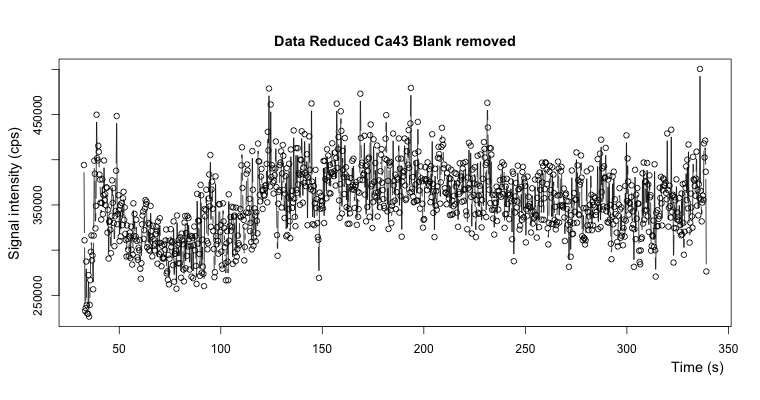 Data Reduced Ca43 Blank removed
Signal intensity (cps)
450000
350000
250000
50 100 150 200 250 300 350
Time (s)